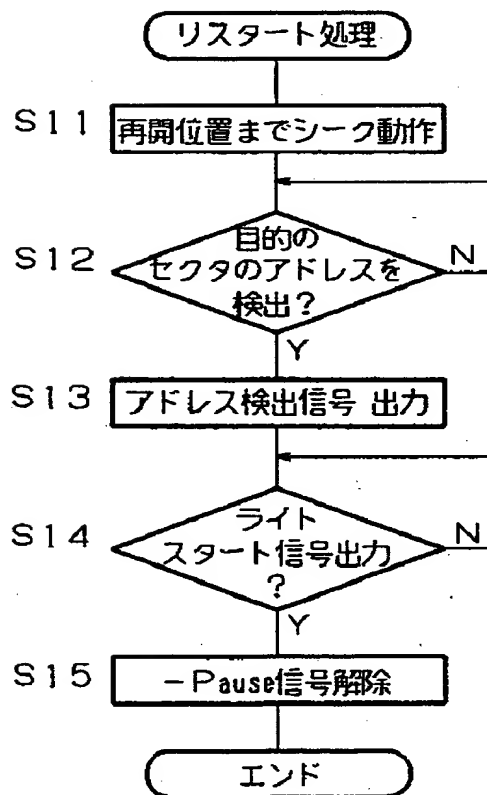 リスタート処理
S11
再開位置までシーク動作
目的の
S12
セクタのアドレスを
N
検出?
Y
S13
アドレス検出信号 出力
ライト
S14
スタート信号出力
N
?
Y
S15
-Pause信号解除
エンド